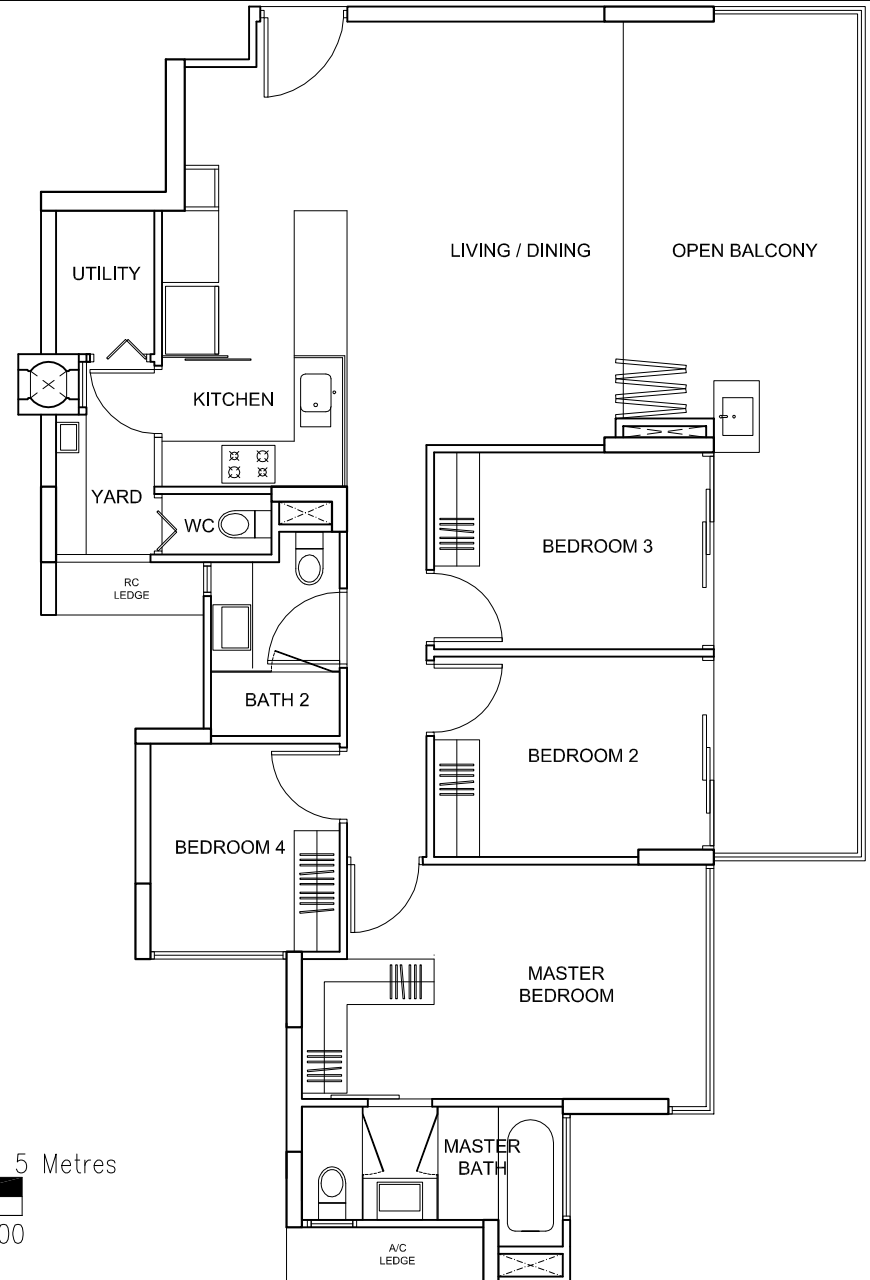 LIVING / DINING
OPEN BALCONY
UTILITY
KITCHEN
YARD
WC
BEDROOM 3
RC
LEDGE
BATH 2
BEDROOM 2
BEDROOM 4
MASTER
BEDROOM
MASTER
BATH
5 Metres
00
A/C
LEDGE